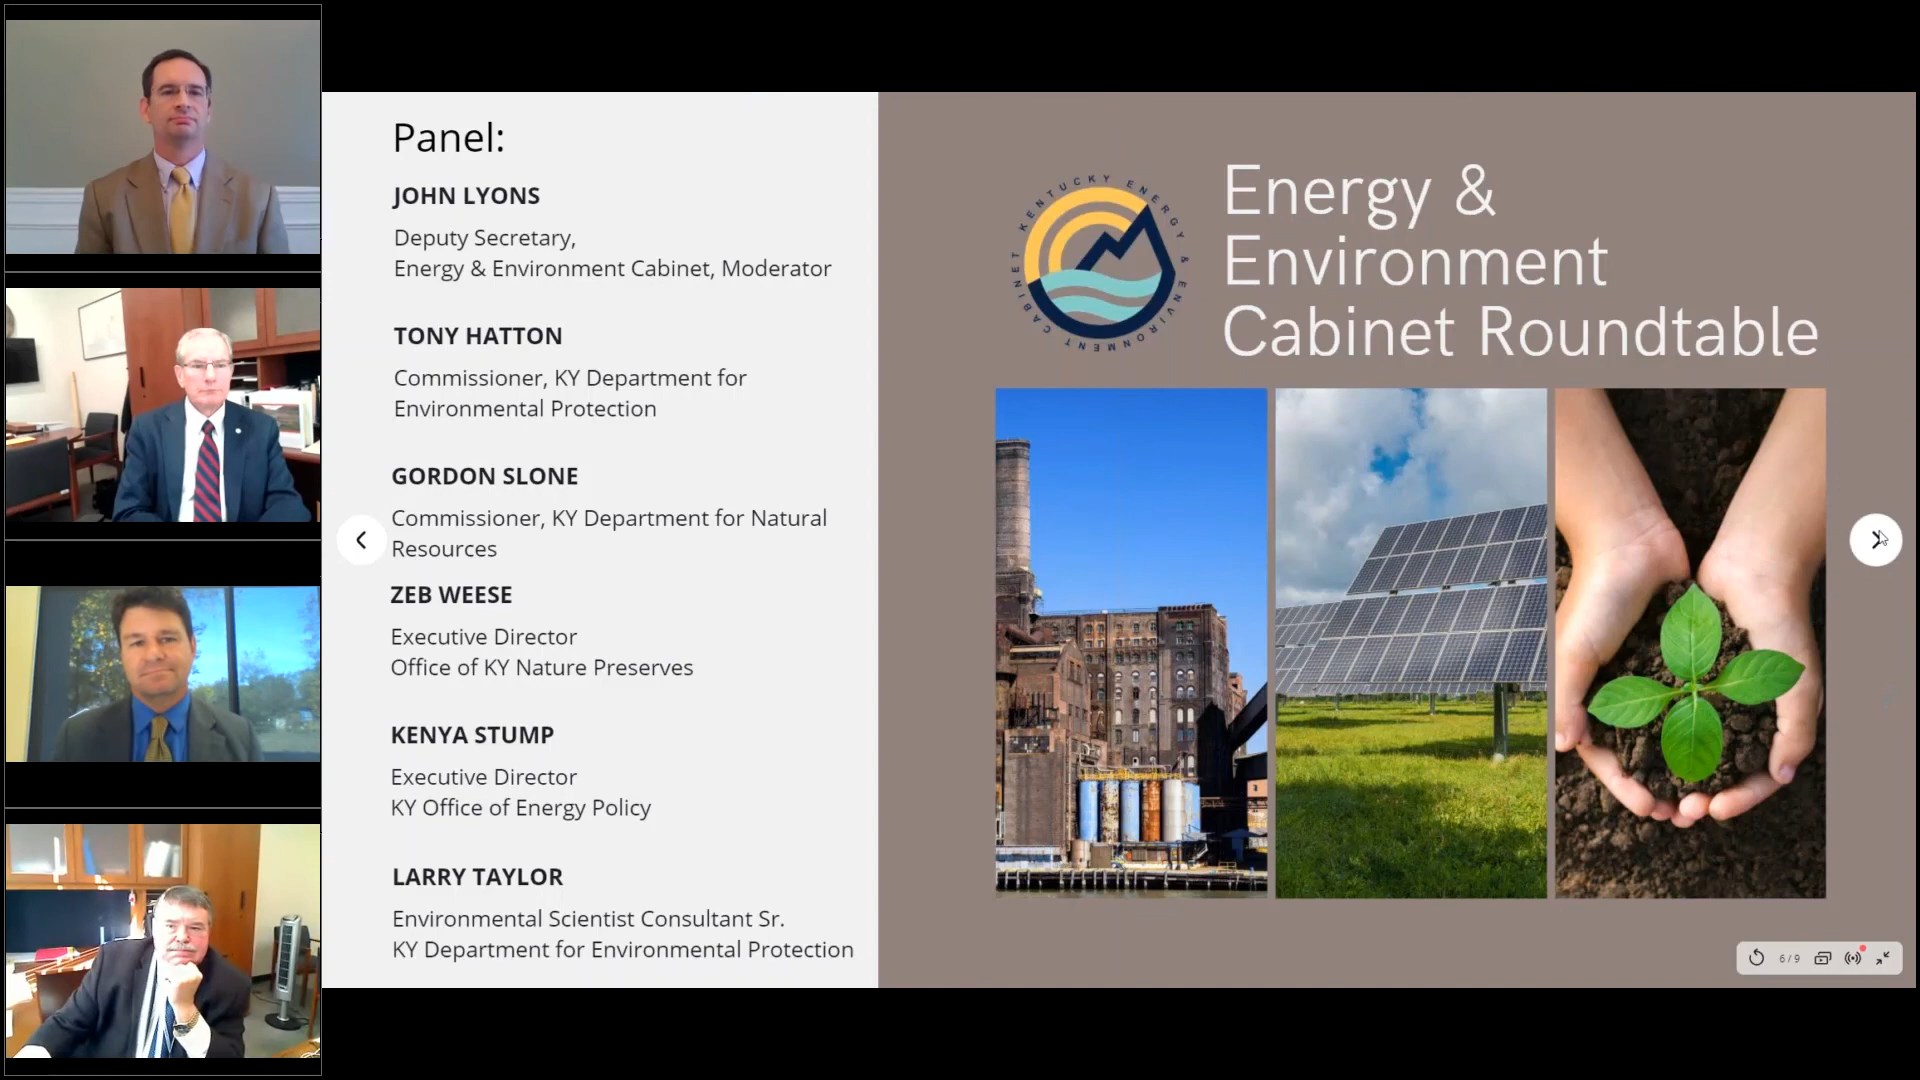 Panel:
JOHN LYONS
Deputy Secretary,
Energy & Environment Cabinet, Moderator
TONY HATTON
Commissioner, KY Department for
Environmental Protection
GORDON SLONE
Commissioner, KY Department for Natural
Resources
ZEB WEESE
Executive Director
Office of KY Nature Preserves
KENYA STUMP
Executive Director
KY Office of Energy Policy
LARRY TAYLOR
Environmental Scientist Consultant Sr.
KY Department for Environmental Protection
KENTUCKY ENERGY & ENVIRONMENT CABINET
Energy &
Environment
Cabinet Roundtable
6 / 9